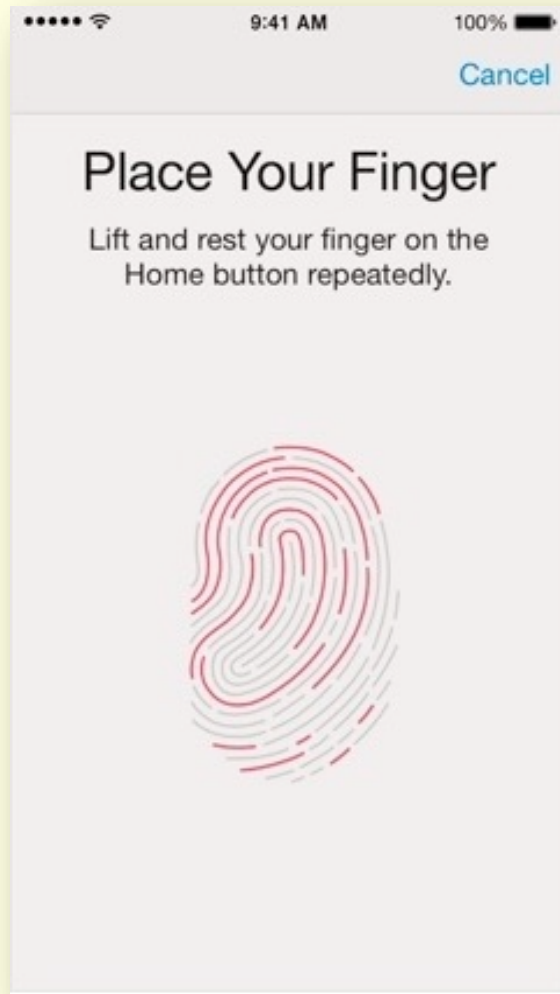 9:41 AM 100%
Cancel
Place Your Finger
Lift and rest your finger on the
Home button repeatedly.